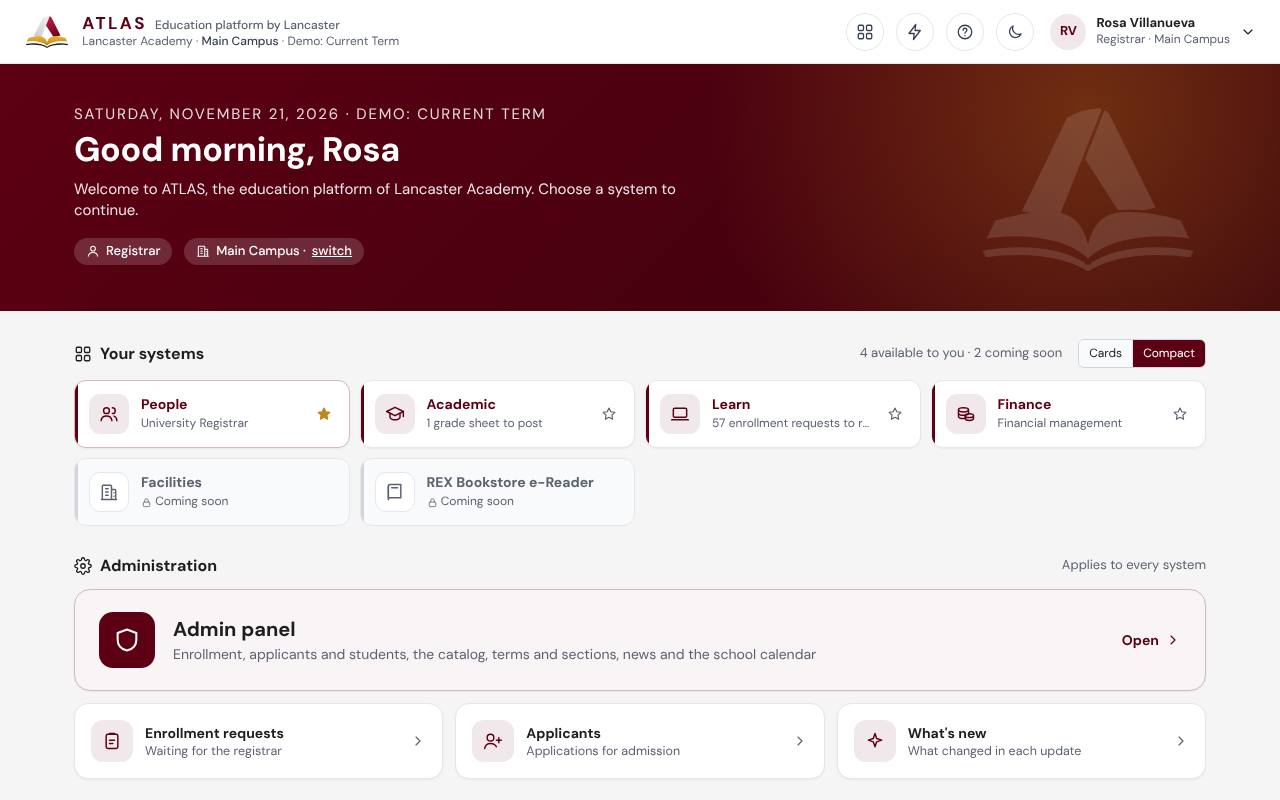 ATLAS Education platform by Lancaster
Lancaster Academy · Main Campus · Demo: Current Term
RV
Rosa Villanueva
Registrar · Main Campus
SATURDAY, NOVEMBER 21, 2026 · DEMO: CURRENT TERM
Good morning, Rosa
Welcome to ATLAS, the education platform of Lancaster Academy. Choose a system to
continue.
Registrar
Main Campus · switch
Your systems
4 available to you · 2 coming soon
Cards
Compact
People
University Registrar
Academic
1 grade sheet to post
Learn
57 enrollment requests to r…
Finance
Financial management
Facilities
Coming soon
REX Bookstore e-Reader
Coming soon
Administration
Applies to every system
Admin panel
Enrollment, applicants and students, the catalog, terms and sections, news and the school calendar
Open
Enrollment requests
Waiting for the registrar
Applicants
Applications for admission
What's new
What changed in each update